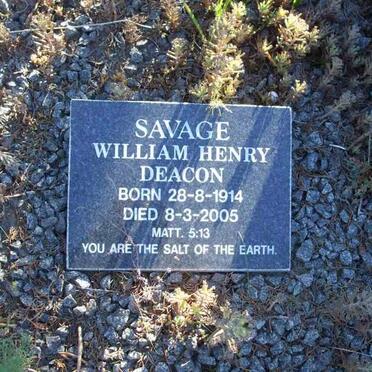 SAVAGE
WILLIAM HENRY
DEACON
BORN 28-8-1914
DIED 8-3-2005
MATT. 5:13
YOU ARE THE SALT OF THE EARTH.